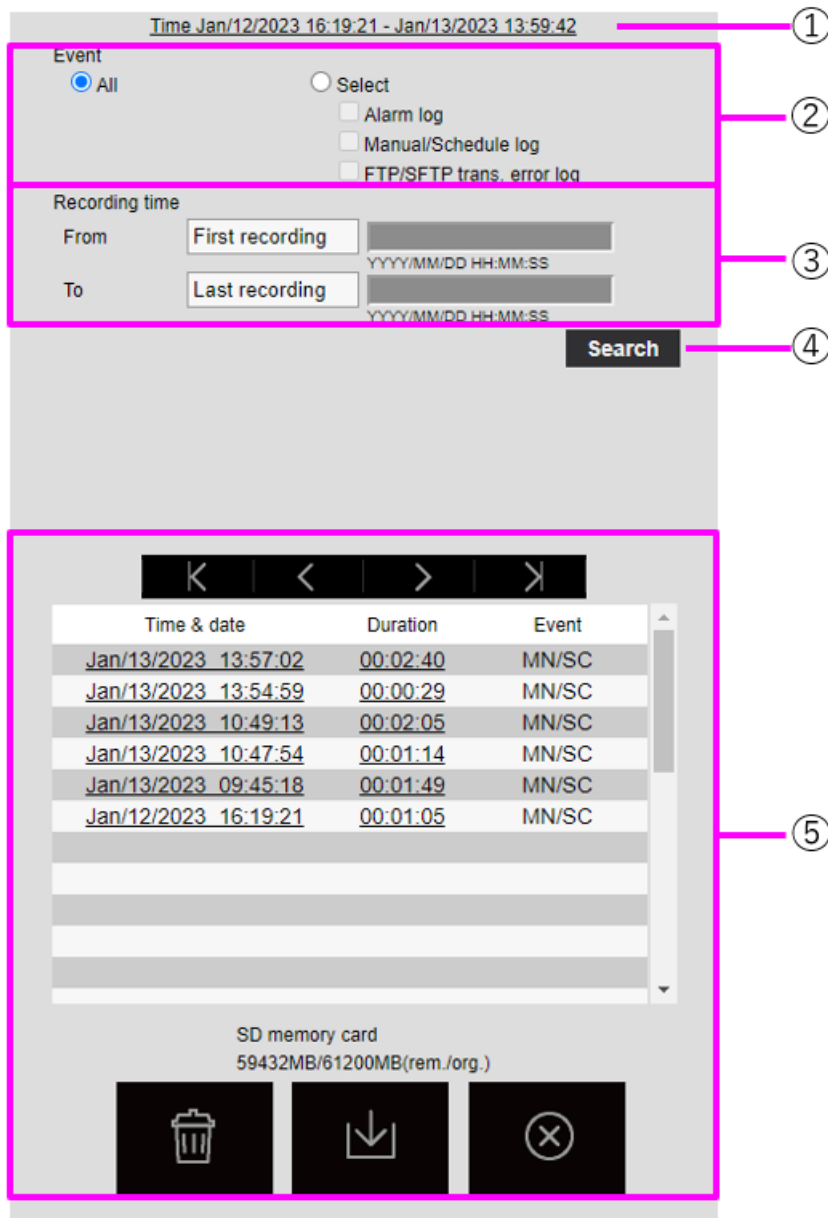 Time Jan/12/2023 16:19:21 - Jan/13/2023 13:59:42 ①
Event
All Select
Alarm log
②
Manual/Schedule log
FTP/SFTP trans. error log
Recording time
From First recording
YYYY/MM/DD HH:MM:SS ③
To Last recording
YYYY/MM/DD HH:MM:SS
Search ④
Time & date Duration Event
Jan/13/2023 13:57:02 00:02:40 MN/SC
Jan/13/2023 13:54:59 00:00:29 MN/SC
Jan/13/2023 10:49:13 00:02:05 MN/SC
Jan/13/2023 10:47:54 00:01:14 MN/SC
Jan/13/2023 09:45:18 00:01:49 MN/SC
Jan/12/2023 16:19:21 00:01:05 MN/SC
⑤
SD memory card
59432MB/61200MB(rem./org.)